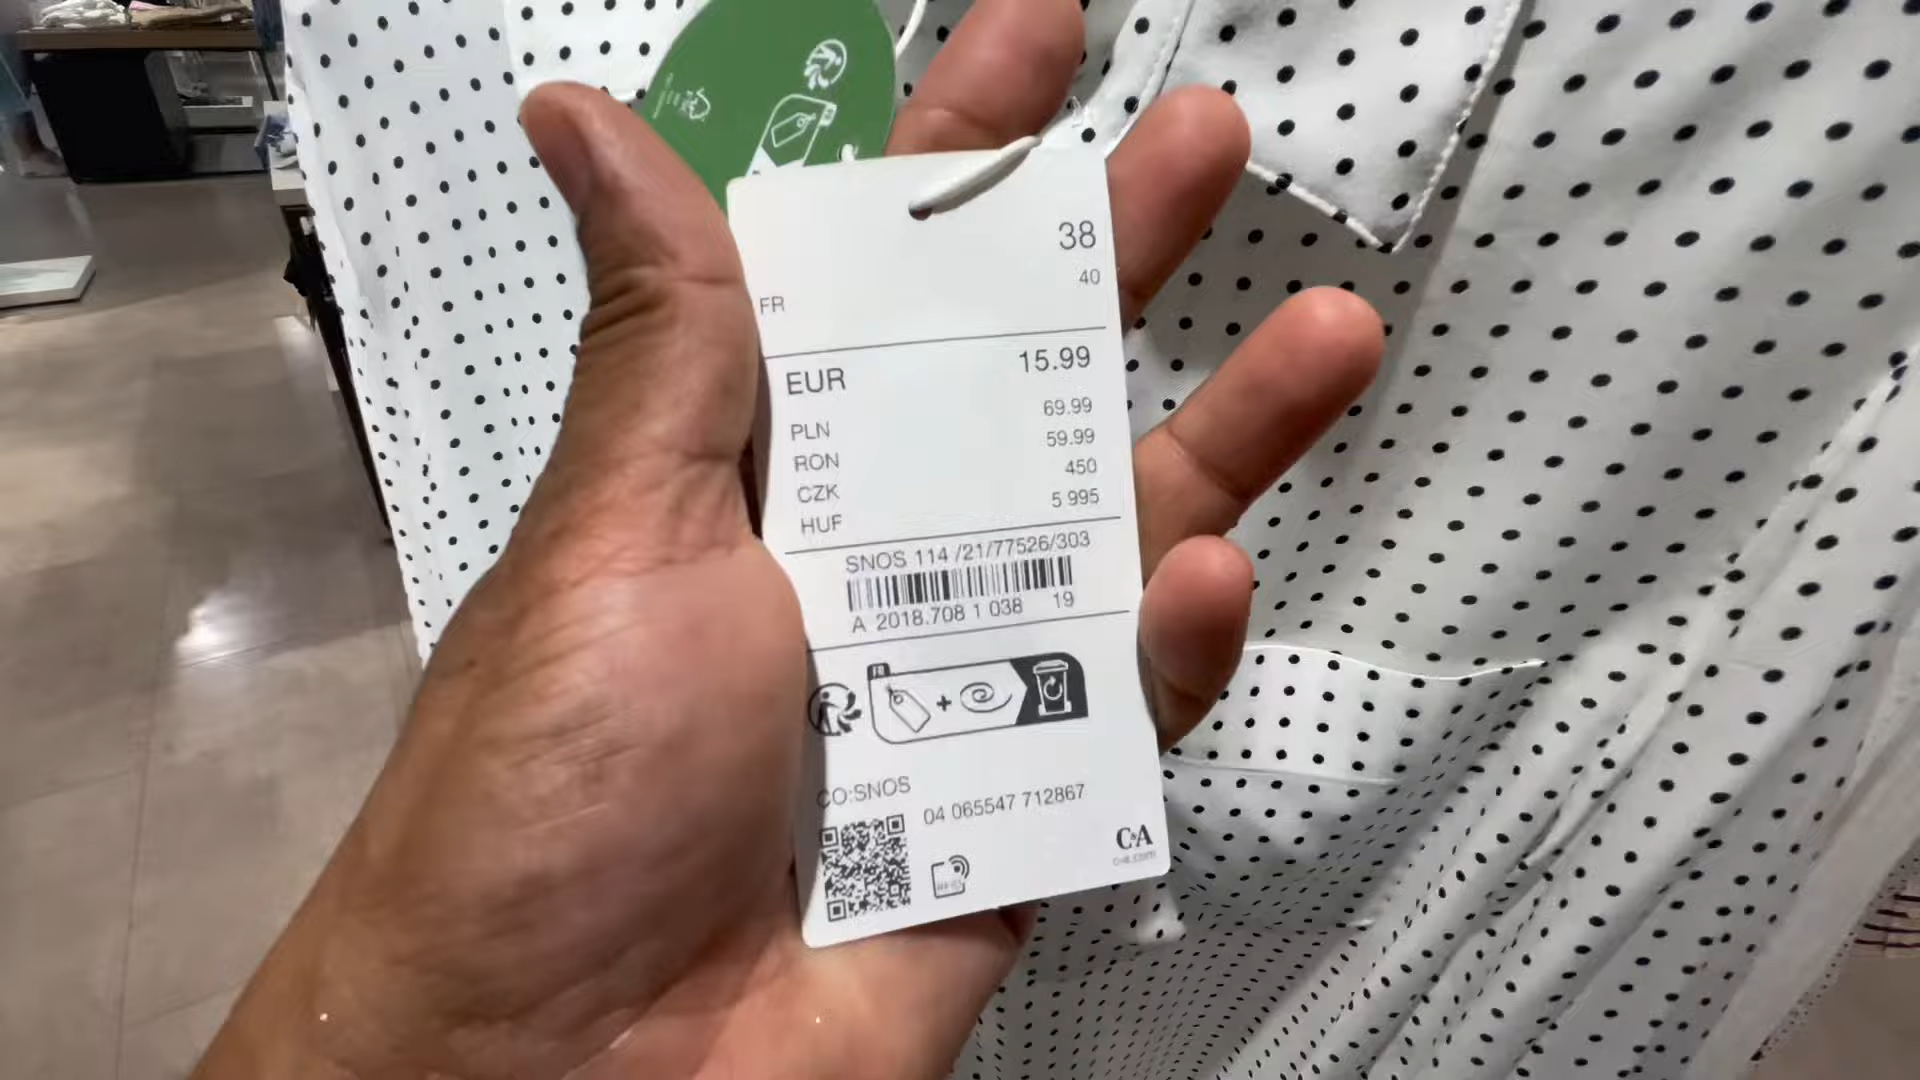 38
40
FR
EUR 15.99
PLN 69.99
RON 59.99
CZK 450
HUF 5 995
SNOS 114 /21/77526/303
A 2018.708 1 038 19
FR
CO:SNOS
04 065547 712867
C&A